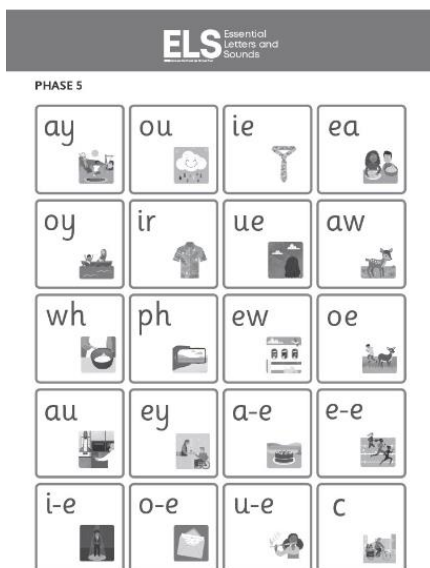 ELS Essential
Letters and
Sounds
PHASE 5
ay ou ie ea
oy ir ue aw
wh ph ew oe
au ey a-e e-e
i-e o-e u-e c